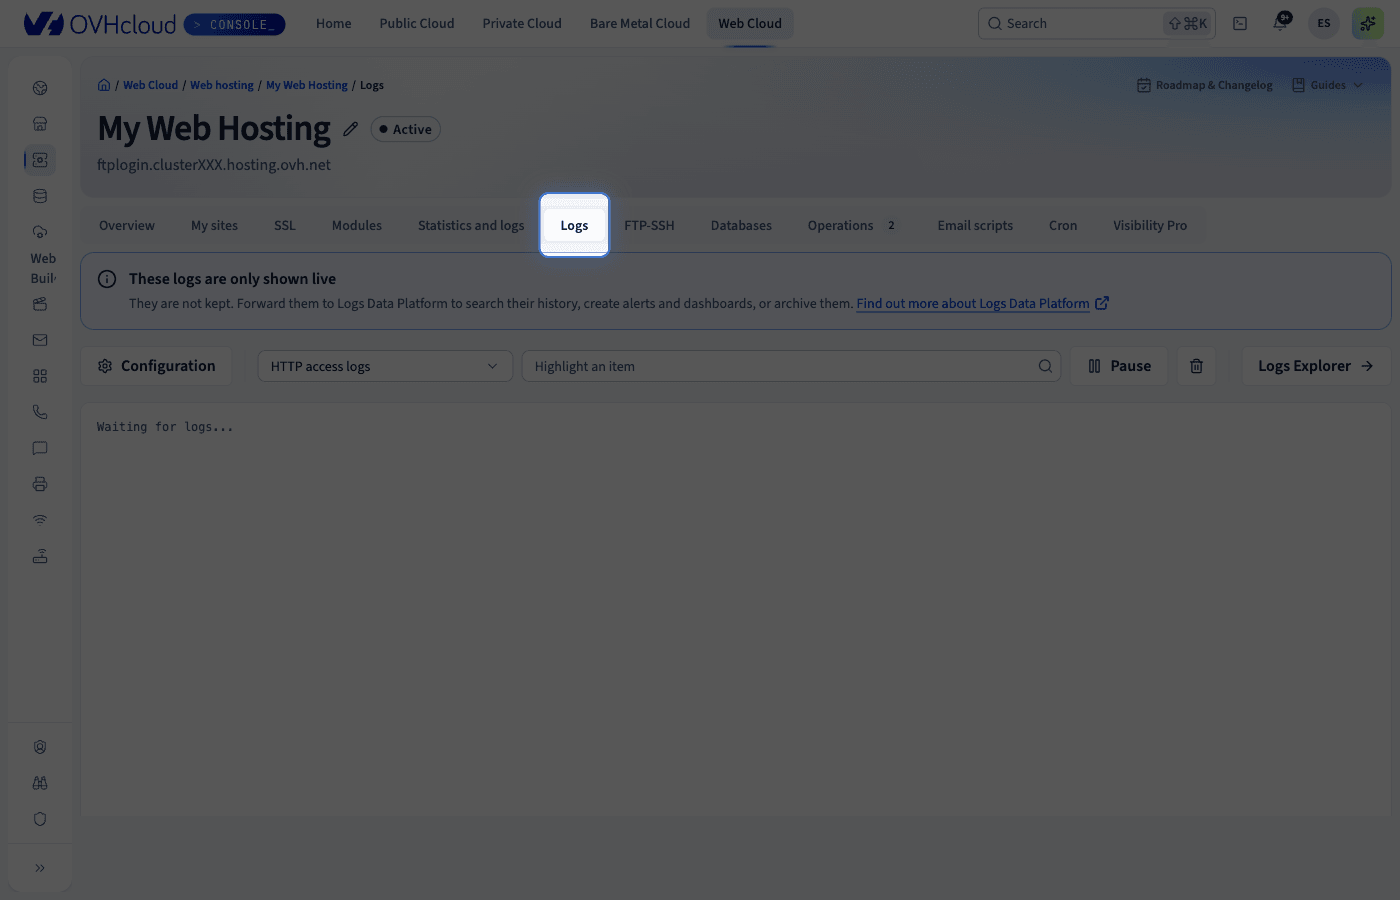 OVHcloud > CONSOLE_ Home Public Cloud Private Cloud Bare Metal Cloud Web Cloud Search ⇧⌘K 9+ ES
/ Web Cloud / Web hosting / My Web Hosting / Logs Roadmap & Changelog Guides
My Web Hosting Active
ftplogin.clusterXXX.hosting.ovh.net
Overview My sites SSL Modules Statistics and logs Logs FTP-SSH Databases Operations 2 Email scripts Cron Visibility Pro
Web
Buil
These logs are only shown live
They are not kept. Forward them to Logs Data Platform to search their history, create alerts and dashboards, or archive them. Find out more about Logs Data Platform
Configuration HTTP access logs Highlight an item Pause Logs Explorer
Waiting for logs...